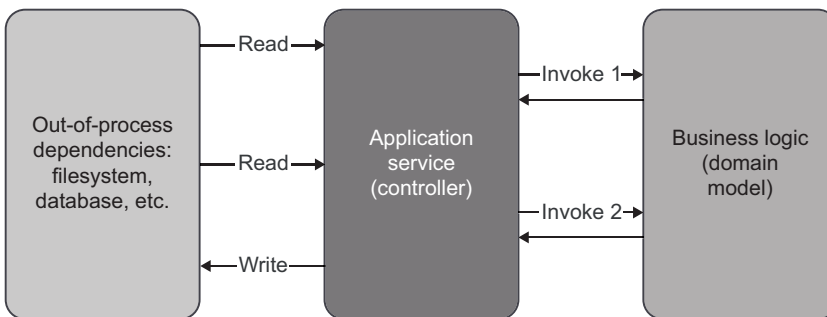 Read
Invoke 1
Out-of-process
dependencies:
filesystem,
database, etc.
Read
Application
service
(controller)
Business logic
(domain
model)
Invoke 2
Write